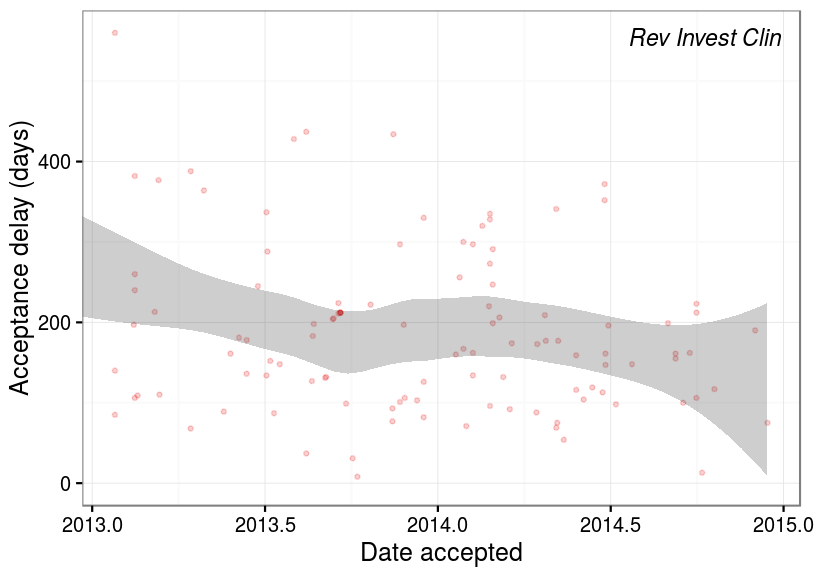 Rev Invest Clin
Acceptance delay (days)
400
200
0
2013.0 2013.5 2014.0 2014.5 2015.0
Date accepted